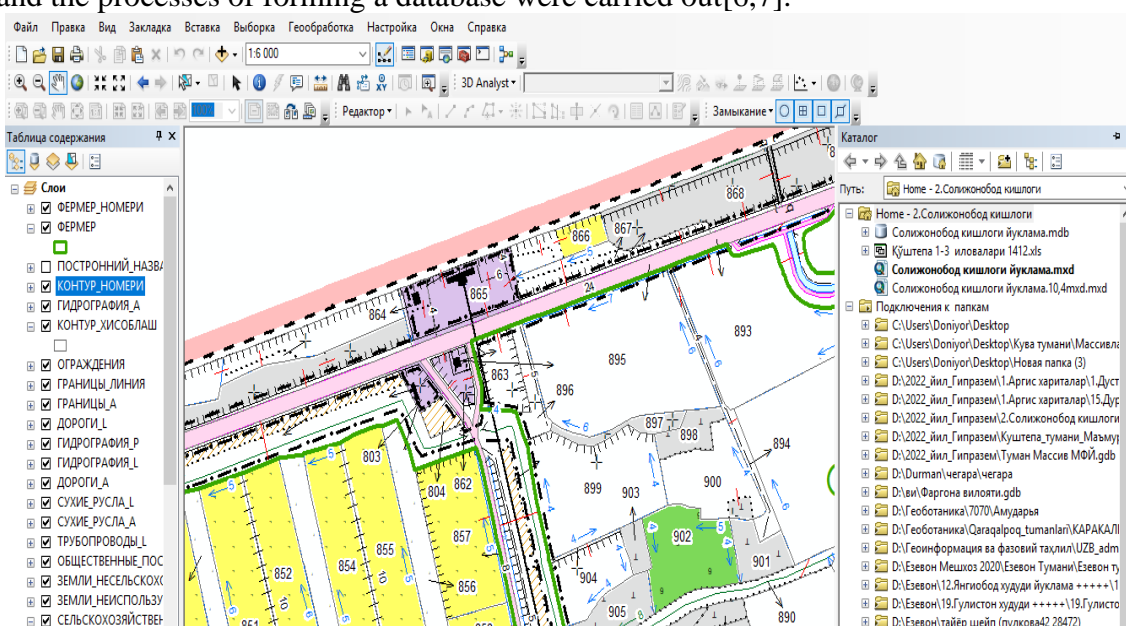 and the processes of forming a database were carried out[6,7].
Файл Правка Вид Закладка Вставка Выборка Геообработка Настройка Окна Справка
1:6 000
3D Analyst
Редактор Замыкание
Таблица содержания
Слои
ФЕРМЕР_НОМЕРИ
ФЕРМЕР
ПОСТРОННИЙ_НАЗВА
КОНТУР_НОМЕРИ
ГИДРОГРАФИЯ_А
КОНТУР_ХИСОБЛАШ
ОГРАЖДЕНИЯ
ГРАНИЦЫ_ЛИНИЯ
ГРАНИЦЫ_А
ДОРОГИ_L
ГИДРОГРАФИЯ_Р
ГИДРОГРАФИЯ_L
ДОРОГИ_А
СУХИЕ_РУСЛА_L
СУХИЕ_РУСЛА_А
ТРУБОПРОВОДЫ_L
ОБЩЕСТВЕННЫЕ_ПОС
ЗЕМЛИ_НЕСЕЛЬСКОХ
ЗЕМЛИ_НЕИСПОЛЬЗУ
СЕЛЬСКОХОЗЯЙСТВЕН
868
867
866
865
24
864
893
895
863
896
897
898
894
803
804
862
899
903
900
857
902
855
854
852
856
904
901
905
890
851
Каталог
Путь: Home - 2.Солижонобод кишлоги
Home - 2.Солижонобод кишлоги
Солижонобод кишлоги йуклама.mdb
Қўштепа 1-3 иловалари 1412.xls
Солижонобод кишлоги йуклама.mxd
Солижонобод кишлоги йуклама.10,4mxd.mxd
Подключения к папкам
C:\Users\Doniyor\Desktop
C:\Users\Doniyor\Desktop\Кува тумани\Массивла
C:\Users\Doniyor\Desktop\Новая папка (3)
D:\2022_йил_Гипразем\1.Аргис хариталар\1.Дуст
D:\2022_йил_Гипразем\1.Аргис хариталар\15.Дур
D:\2022_йил_Гипразем\2.Солижонобод кишлоги
D:\2022_йил_Гипразем\Куштепа_тумани_Маъмур
D:\2022_йил_Гипразем\Туман Массив МФЙ.gdb
D:\Durman\чегара\чегара
D:\ви\Фаргона вилояти.gdb
D:\Геоботаника\7070\Амударья
D:\Геоботаника\Qaraqalpoq_tumanlari\КАРАКАЛІ
D:\Геоинформация ва фазовий тахлил\UZB_adm
D:\Езевон Мешхоз 2020\Езевон Тумани\Езевон ту
D:\Езевон\12.Янгиобод худуди йуклама +++++\1
D:\Езевон\19.Гулистон худуди +++++\19.Гулисто
D:\Езевон\тайёр шейп (пулкова42 28472)